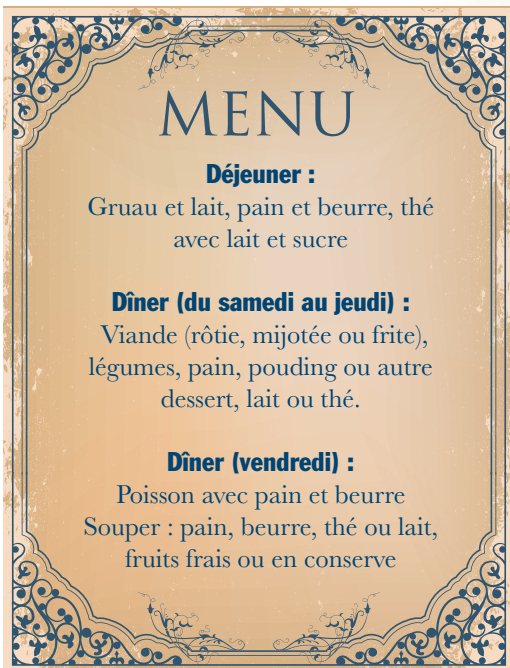 MENU
Déjeuner :
Gruau et lait, pain et beurre, thé
avec lait et sucre
Dîner (du samedi au jeudi) :
Viande (rôtie, mijotée ou frite),
légumes, pain, pouding ou autre
dessert, lait ou thé.
Dîner (vendredi) :
Poisson avec pain et beurre
Souper : pain, beurre, thé ou lait,
fruits frais ou en conserve